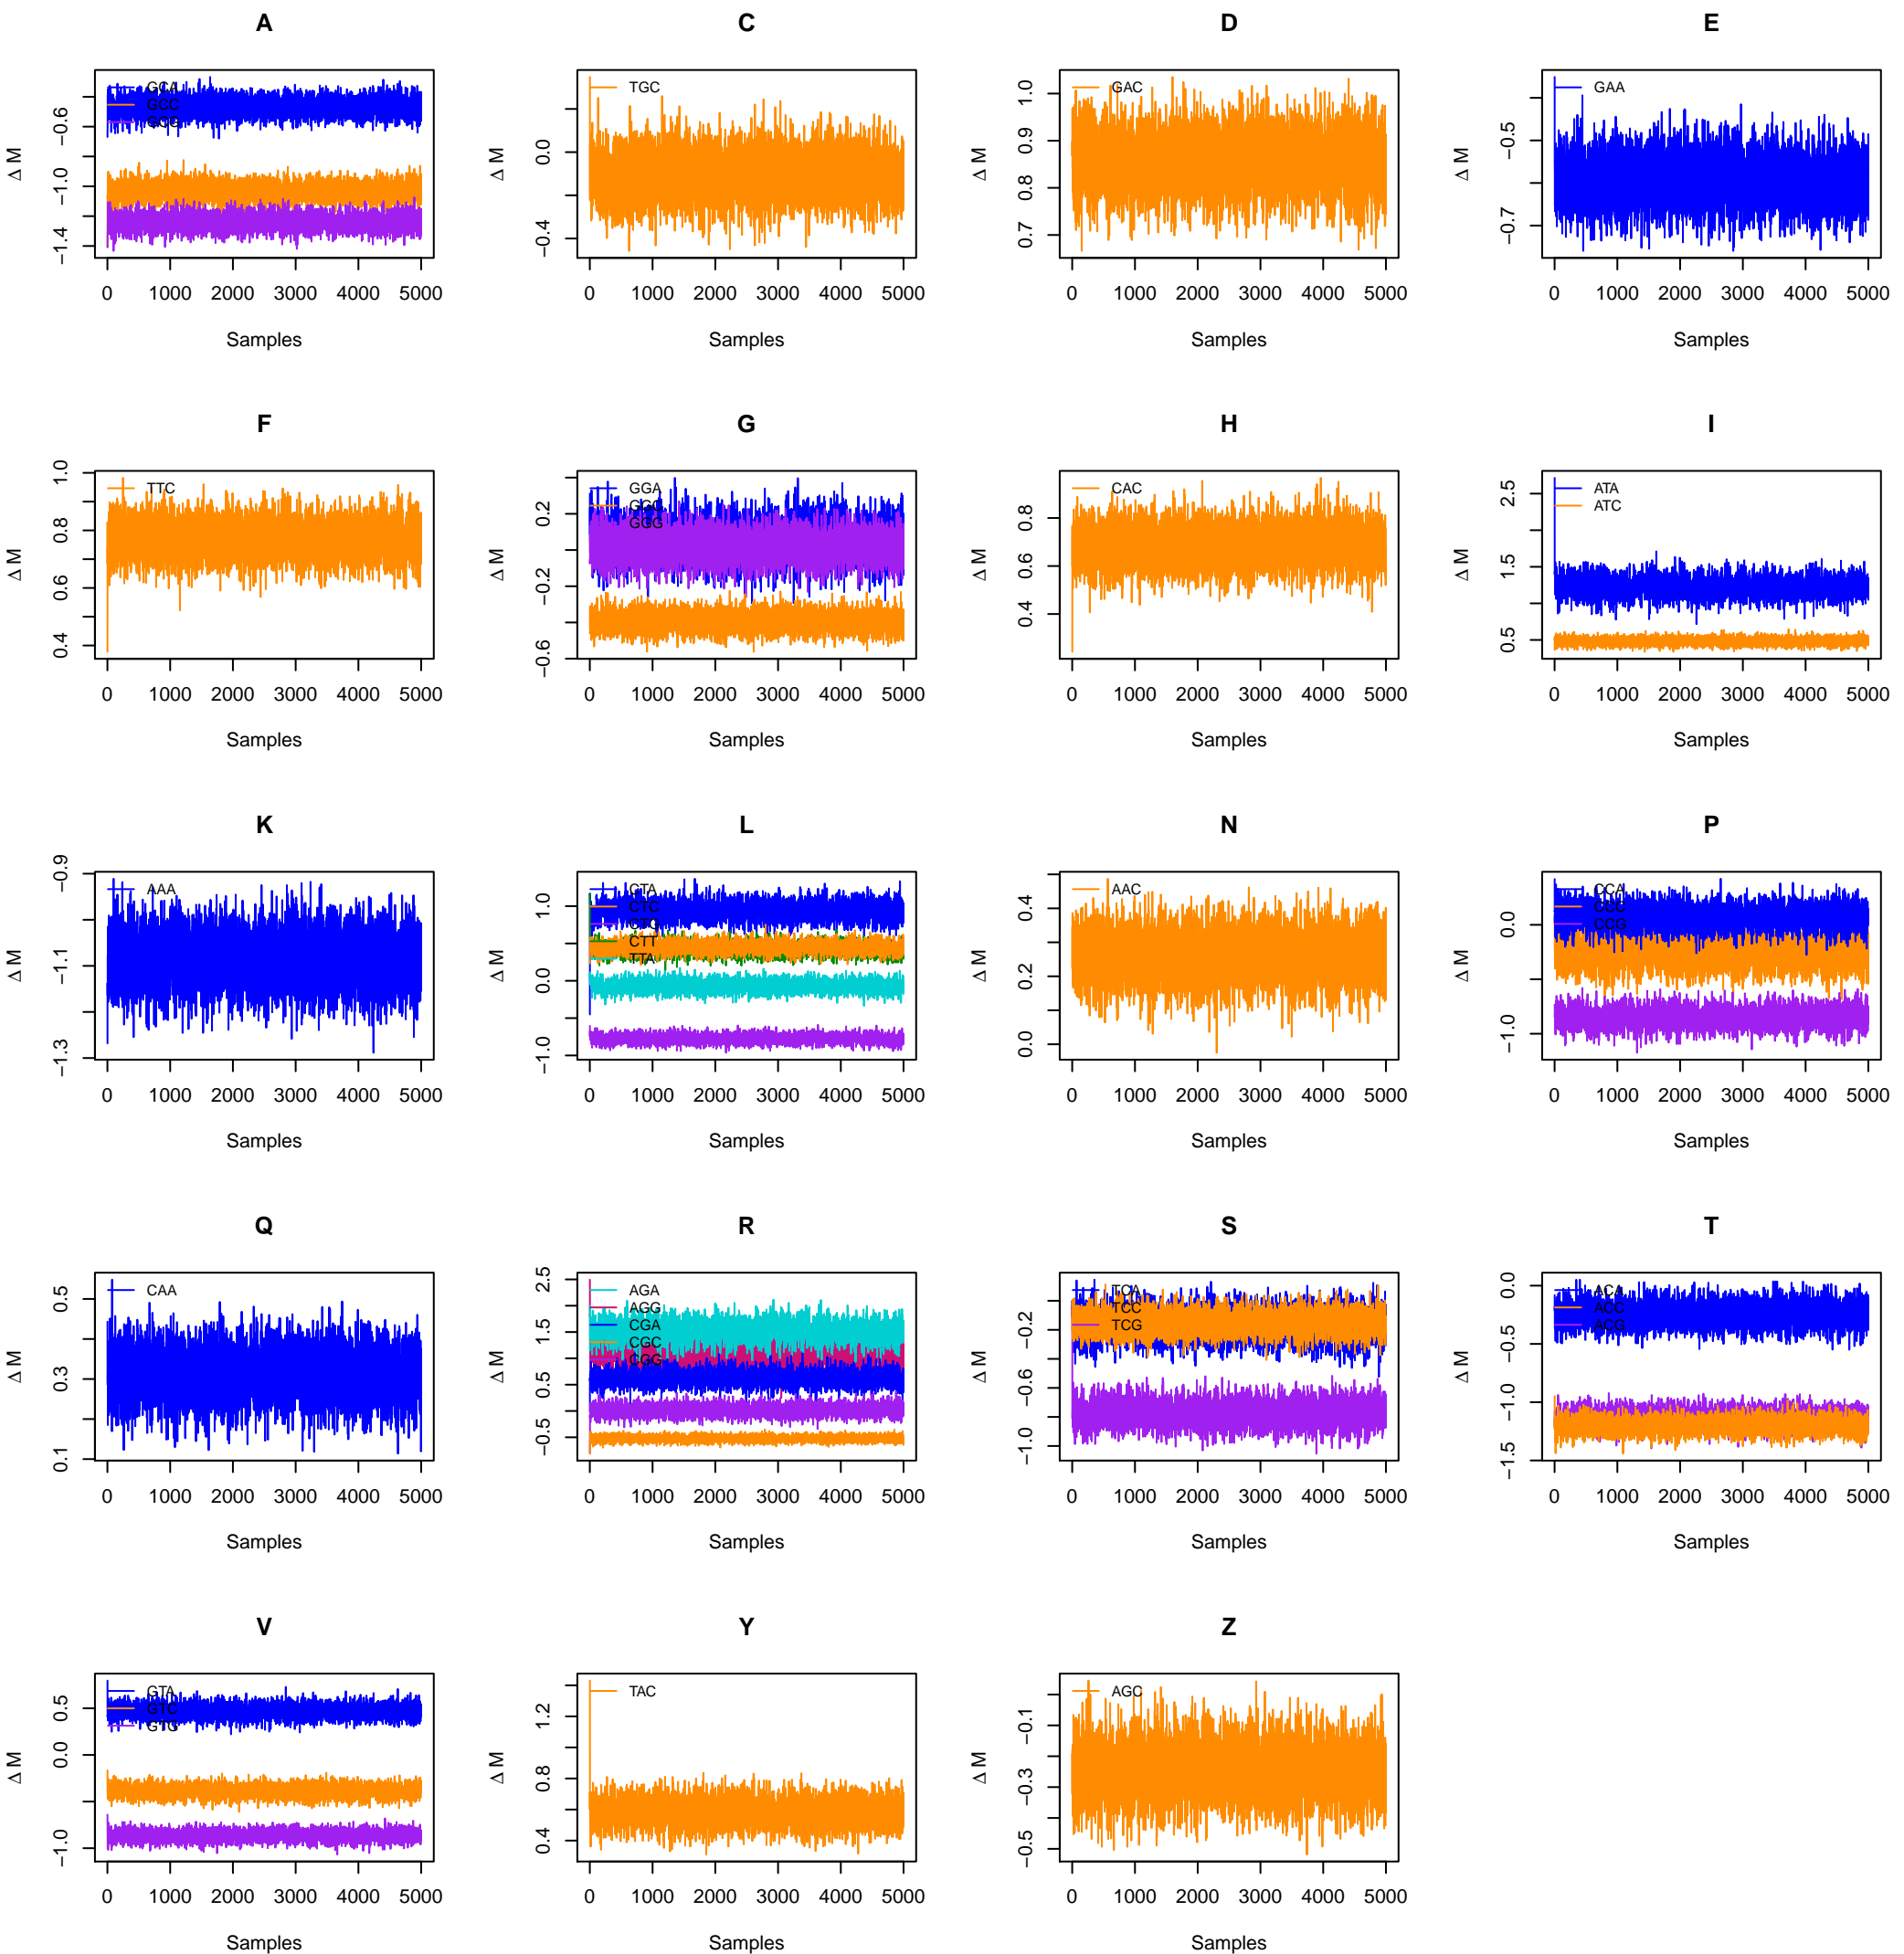 A
GCA
GCC
GCG
Δ M
−0.6
−1.0
−1.4
0 1000 2000 3000 4000 5000
Samples
C
TGC
Δ M
0.0
−0.4
0 1000 2000 3000 4000 5000
Samples
D
GAC
Δ M
1.0
0.9
0.8
0.7
0 1000 2000 3000 4000 5000
Samples
E
GAA
Δ M
−0.5
−0.7
0 1000 2000 3000 4000 5000
Samples
F
TTC
Δ M
1.0
0.8
0.6
0.4
0 1000 2000 3000 4000 5000
Samples
G
GGA
GGC
GGG
Δ M
0.2
−0.2
−0.6
0 1000 2000 3000 4000 5000
Samples
H
CAC
Δ M
0.8
0.6
0.4
0 1000 2000 3000 4000 5000
Samples
I
ATA
ATC
Δ M
2.5
1.5
0.5
0 1000 2000 3000 4000 5000
Samples
K
AAA
Δ M
−0.9
−1.1
−1.3
0 1000 2000 3000 4000 5000
Samples
L
CTA
CTC
CTG
CTT
TTA
Δ M
1.0
0.0
−1.0
0 1000 2000 3000 4000 5000
Samples
N
AAC
Δ M
0.4
0.2
0.0
0 1000 2000 3000 4000 5000
Samples
P
CCA
CCC
CCG
Δ M
0.0
−1.0
0 1000 2000 3000 4000 5000
Samples
Q
CAA
Δ M
0.5
0.3
0.1
0 1000 2000 3000 4000 5000
Samples
R
AGA
AGG
CGA
CGC
CGG
Δ M
2.5
1.5
0.5
−0.5
0 1000 2000 3000 4000 5000
Samples
S
TCA
TCC
TCG
Δ M
−0.2
−0.6
−1.0
0 1000 2000 3000 4000 5000
Samples
T
ACA
ACC
ACG
Δ M
0.0
−0.5
−1.0
−1.5
0 1000 2000 3000 4000 5000
Samples
V
GTA
GTC
GTG
Δ M
0.5
0.0
−1.0
0 1000 2000 3000 4000 5000
Samples
Y
TAC
Δ M
1.2
0.8
0.4
0 1000 2000 3000 4000 5000
Samples
Z
AGC
Δ M
−0.1
−0.3
−0.5
0 1000 2000 3000 4000 5000
Samples